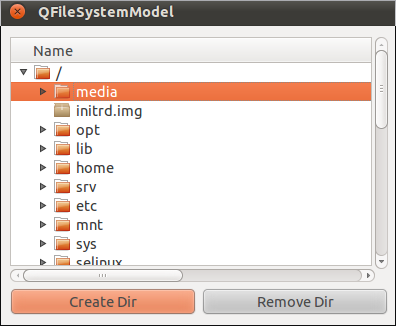 QFileSystemModel
Name
/
media
initrd.img
opt
lib
home
srv
etc
mnt
sys
selinux
Create Dir
Remove Dir